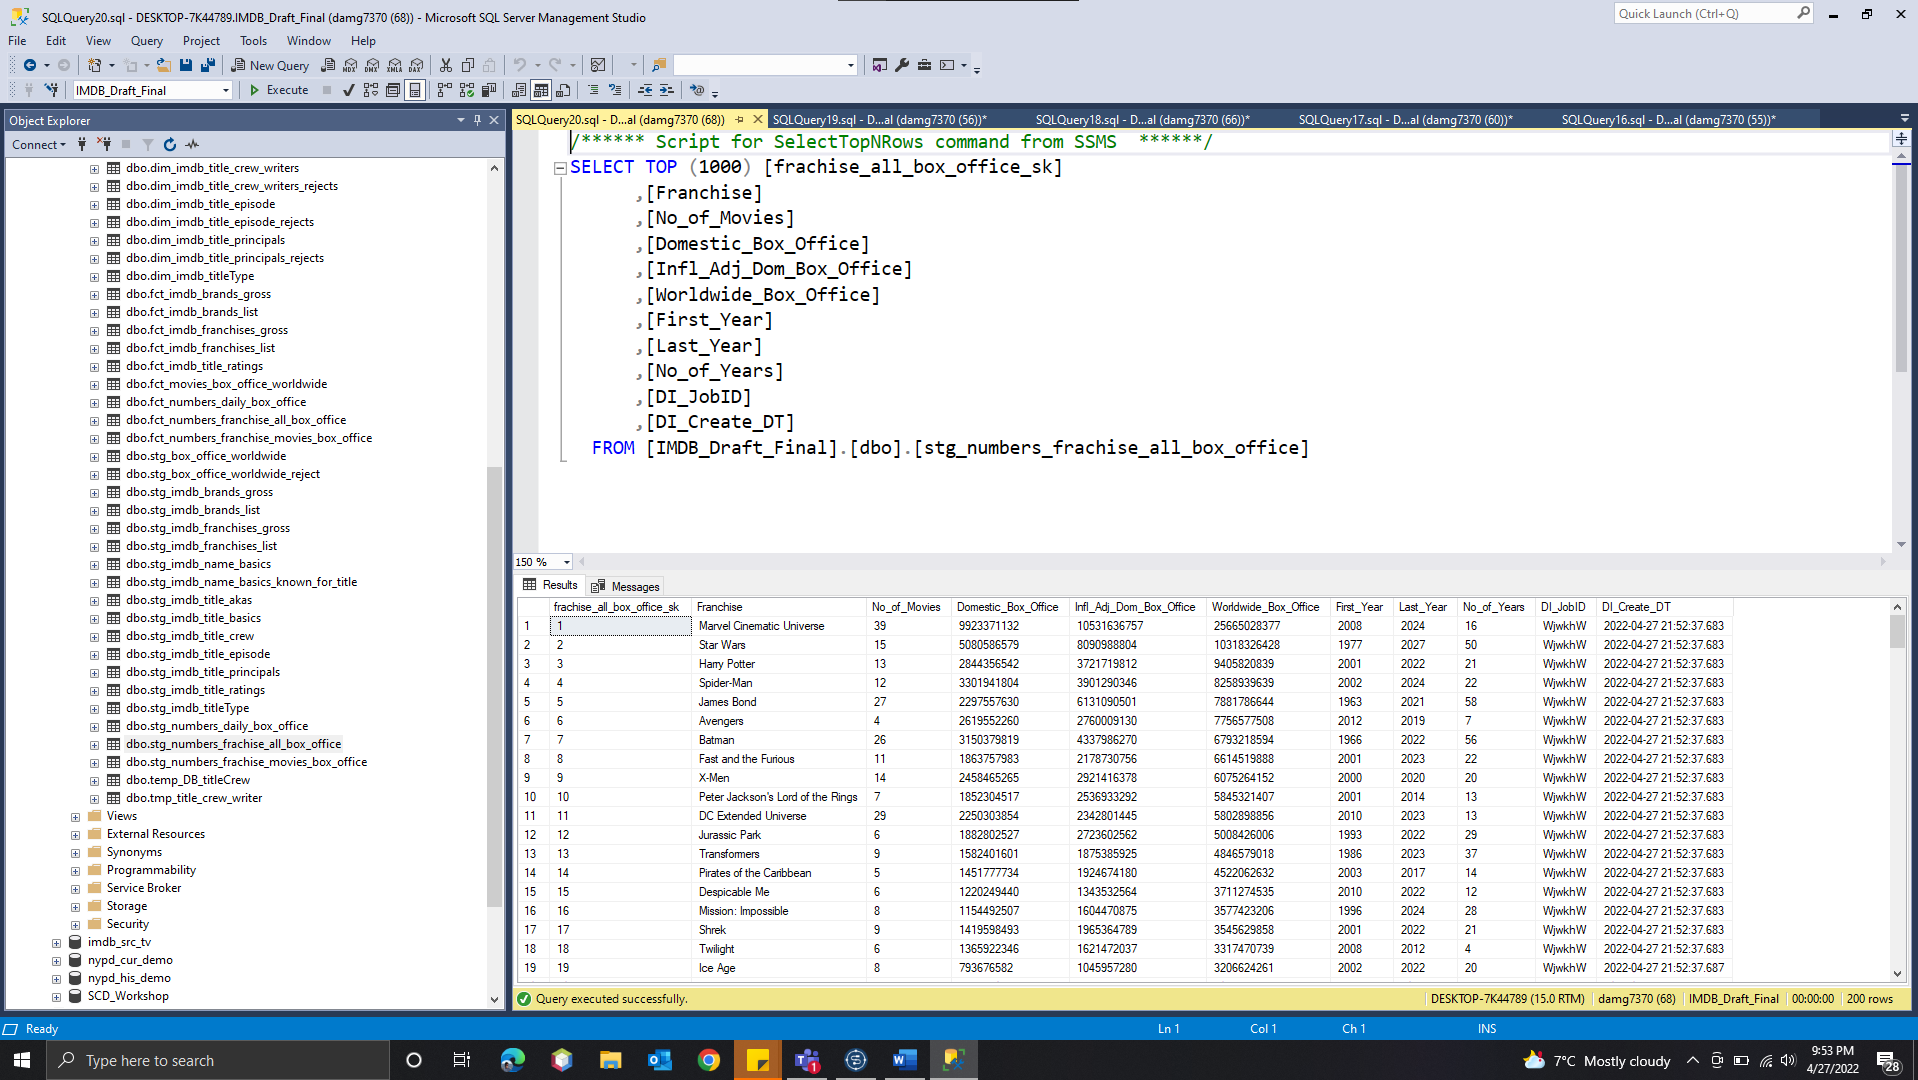 SQLQuery20.sql - DESKTOP-7K44789.IMDB_Draft_Final (damg7370 (68)) - Microsoft SQL Server Management Studio
Quick Launch (Ctrl+Q)
File Edit View Query Project Tools Window Help
New Query
MDX DMX XMLA DAX
IMDB_Draft_Final Execute
Object Explorer
Connect
dbo.dim_imdb_title_crew_writers
dbo.dim_imdb_title_crew_writers_rejects
dbo.dim_imdb_title_episode
dbo.dim_imdb_title_episode_rejects
dbo.dim_imdb_title_principals
dbo.dim_imdb_title_principals_rejects
dbo.dim_imdb_titleType
dbo.fct_imdb_brands_gross
dbo.fct_imdb_brands_list
dbo.fct_imdb_franchises_gross
dbo.fct_imdb_franchises_list
dbo.fct_imdb_title_ratings
dbo.fct_movies_box_office_worldwide
dbo.fct_numbers_daily_box_office
dbo.fct_numbers_franchise_all_box_office
dbo.fct_numbers_franchise_movies_box_office
dbo.stg_box_office_worldwide
dbo.stg_box_office_worldwide_reject
dbo.stg_imdb_brands_gross
dbo.stg_imdb_brands_list
dbo.stg_imdb_franchises_gross
dbo.stg_imdb_franchises_list
dbo.stg_imdb_name_basics
dbo.stg_imdb_name_basics_known_for_title
dbo.stg_imdb_title_akas
dbo.stg_imdb_title_basics
dbo.stg_imdb_title_crew
dbo.stg_imdb_title_episode
dbo.stg_imdb_title_principals
dbo.stg_imdb_title_ratings
dbo.stg_imdb_titleType
dbo.stg_numbers_daily_box_office
dbo.stg_numbers_frachise_all_box_office
dbo.stg_numbers_frachise_movies_box_office
dbo.temp_DB_titleCrew
dbo.tmp_title_crew_writer
Views
External Resources
Synonyms
Programmability
Service Broker
Storage
Security
imdb_src_tv
nypd_cur_demo
nypd_his_demo
SCD_Workshop
SQLQuery20.sql - D...al (damg7370 (68)) SQLQuery19.sql - D...al (damg7370 (56))* SQLQuery18.sql - D...al (damg7370 (66))* SQLQuery17.sql - D...al (damg7370 (60))* SQLQuery16.sql - D...al (damg7370 (55))*
/****** Script for SelectTopNRows command from SSMS ******/
SELECT TOP (1000) [frachise_all_box_office_sk]
,[Franchise]
,[No_of_Movies]
,[Domestic_Box_Office]
,[Infl_Adj_Dom_Box_Office]
,[Worldwide_Box_Office]
,[First_Year]
,[Last_Year]
,[No_of_Years]
,[DI_JobID]
,[DI_Create_DT]
FROM [IMDB_Draft_Final].[dbo].[stg_numbers_frachise_all_box_office]
150 %
Results Messages
frachise_all_box_office_sk Franchise No_of_Movies Domestic_Box_Office Infl_Adj_Dom_Box_Office Worldwide_Box_Office First_Year Last_Year No_of_Years DI_JobID DI_Create_DT
1 1 Marvel Cinematic Universe 39 9923371132 10531636757 25665028377 2008 2024 16 WjwkhW 2022-04-27 21:52:37.683
2 2 Star Wars 15 5080586579 8090988804 10318326428 1977 2027 50 WjwkhW 2022-04-27 21:52:37.683
3 3 Harry Potter 13 2844356542 3721719812 9405820839 2001 2022 21 WjwkhW 2022-04-27 21:52:37.683
4 4 Spider-Man 12 3301941804 3901290346 8258939639 2002 2024 22 WjwkhW 2022-04-27 21:52:37.683
5 5 James Bond 27 2297557630 6131090501 7881786644 1963 2021 58 WjwkhW 2022-04-27 21:52:37.683
6 6 Avengers 4 2619552260 2760009130 7756577508 2012 2019 7 WjwkhW 2022-04-27 21:52:37.683
7 7 Batman 26 3150379819 4337986270 6793218594 1966 2022 56 WjwkhW 2022-04-27 21:52:37.683
8 8 Fast and the Furious 11 1863757983 2178730756 6614519888 2001 2023 22 WjwkhW 2022-04-27 21:52:37.683
9 9 X-Men 14 2458465265 2921416378 6075264152 2000 2020 20 WjwkhW 2022-04-27 21:52:37.683
10 10 Peter Jackson's Lord of the Rings 7 1852304517 2536933292 5845321407 2001 2014 13 WjwkhW 2022-04-27 21:52:37.683
11 11 DC Extended Universe 29 2250303854 2342801445 5802898856 2010 2023 13 WjwkhW 2022-04-27 21:52:37.683
12 12 Jurassic Park 6 1882802527 2723602562 5008426006 1993 2022 29 WjwkhW 2022-04-27 21:52:37.683
13 13 Transformers 9 1582401601 1875385925 4846579018 1986 2023 37 WjwkhW 2022-04-27 21:52:37.683
14 14 Pirates of the Caribbean 5 1451777734 1924674180 4522062632 2003 2017 14 WjwkhW 2022-04-27 21:52:37.683
15 15 Despicable Me 6 1220249440 1343532564 3711274535 2010 2022 12 WjwkhW 2022-04-27 21:52:37.683
16 16 Mission: Impossible 8 1154492507 1604470875 3577423206 1996 2024 28 WjwkhW 2022-04-27 21:52:37.683
17 17 Shrek 9 1419598493 1965364789 3545629858 2001 2022 21 WjwkhW 2022-04-27 21:52:37.683
18 18 Twilight 6 1365922346 1621472037 3317470739 2008 2012 4 WjwkhW 2022-04-27 21:52:37.683
19 19 Ice Age 8 793676582 1045957280 3206624261 2002 2022 20 WjwkhW 2022-04-27 21:52:37.687
Query executed successfully. DESKTOP-7K44789 (15.0 RTM) damg7370 (68) IMDB_Draft_Final 00:00:00 200 rows
Ready Ln 1 Col 1 Ch 1 INS
Type here to search
1
7°C Mostly cloudy
9:53 PM
4/27/2022
28